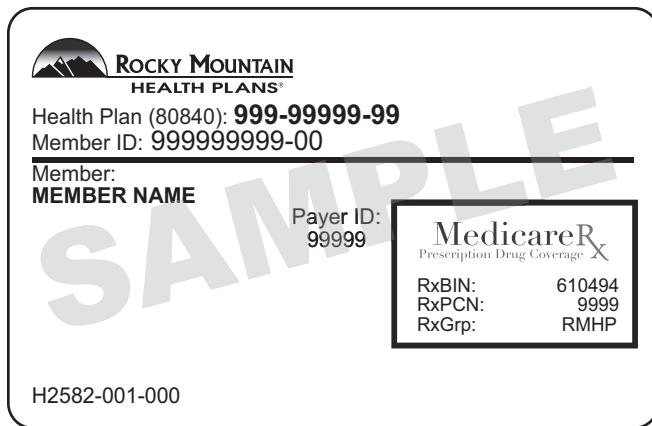 ROCKY MOUNTAIN
HEALTH PLANS®
Health Plan (80840): 999-99999-99
Member ID: 999999999-00
Member:
MEMBER NAME
Payer ID:
99999
MedicareRx
Prescription Drug Coverage
RxBIN: 610494
RxPCN: 9999
RxGrp: RMHP
H2582-001-000
SAMPLE